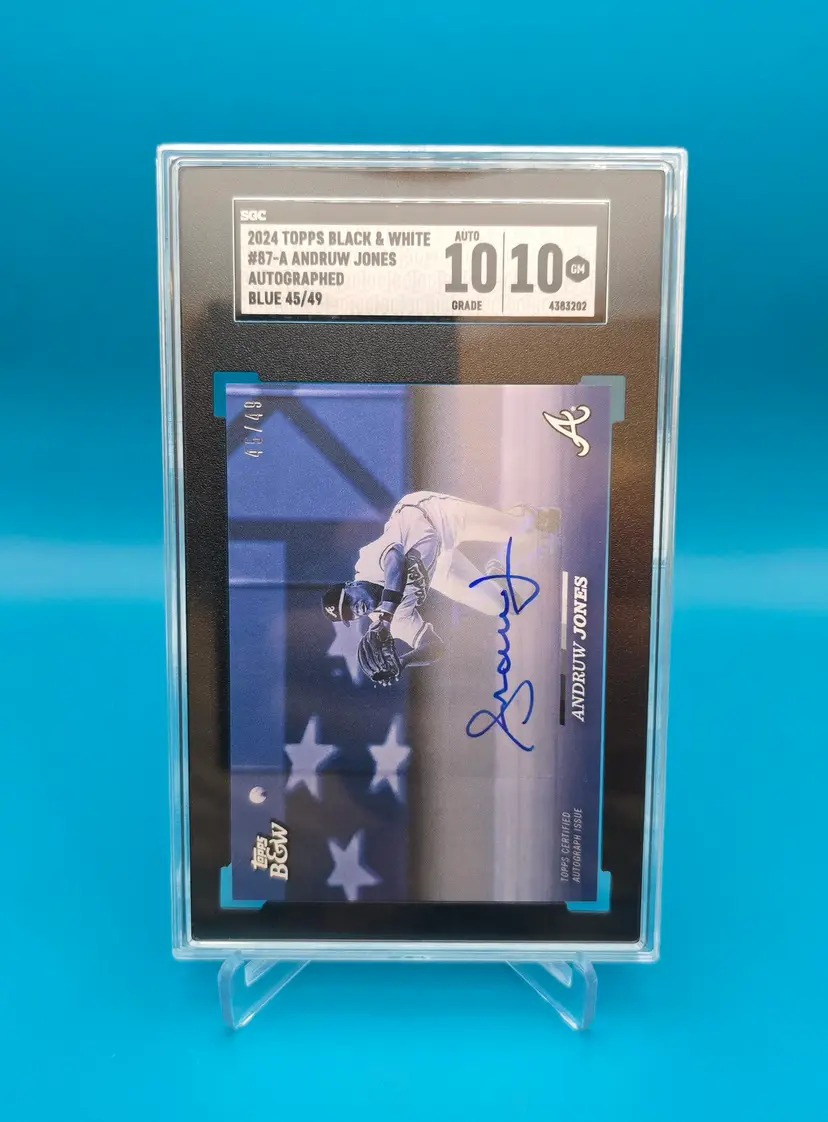 SGC
2024 TOPPS BLACK & WHITE
#87-A ANDRUW JONES
AUTOGRAPHED
BLUE 45/49
AUTO
10
GRADE
10
GM
4383202
45/49
A
A
ANDRUW JONES
TOPPS CERTIFIED
AUTOGRAPH ISSUE
Topps
B&W